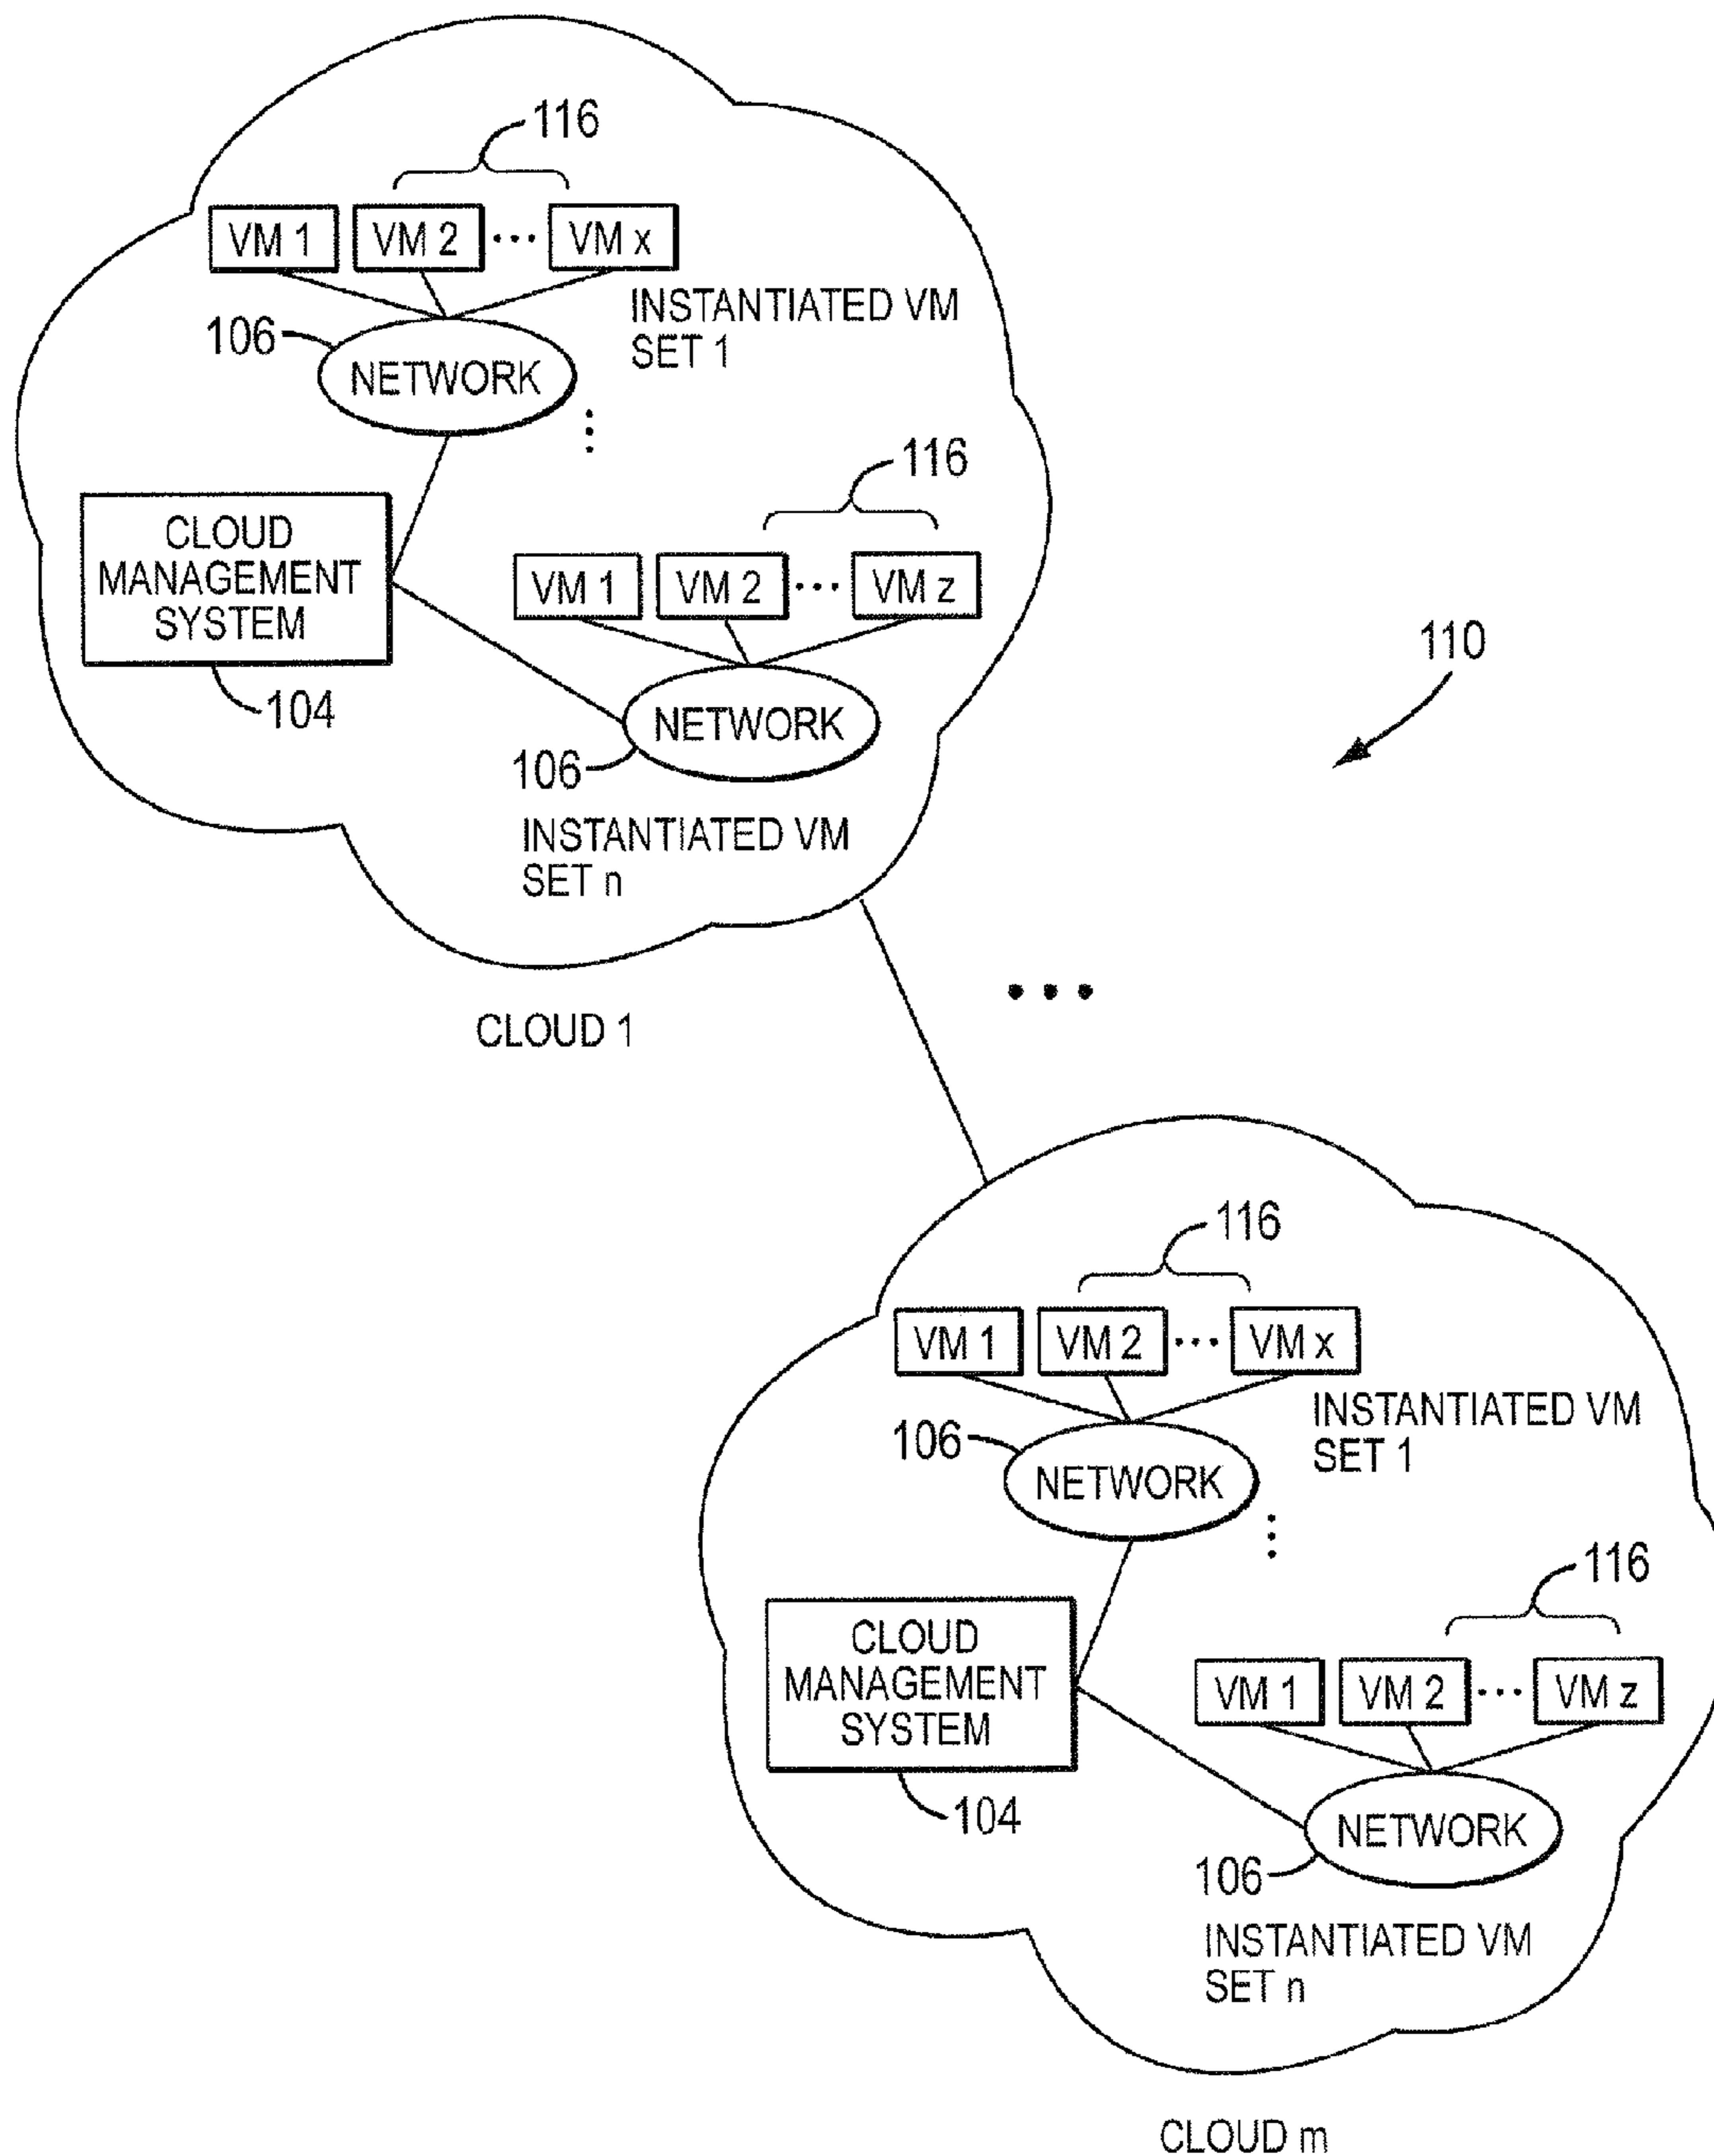 116
VM 1 VM 2 ... VM x
INSTANTIATED VM
SET 1
106
NETWORK
116
CLOUD
MANAGEMENT
SYSTEM
VM 1 VM 2 ... VM z
104
NETWORK
106
INSTANTIATED VM
SET n
110
CLOUD 1
...
116
VM 1 VM 2 ... VM x
INSTANTIATED VM
SET 1
106
NETWORK
116
CLOUD
MANAGEMENT
SYSTEM
VM 1 VM 2 ... VM z
104
NETWORK
106
INSTANTIATED VM
SET n
CLOUD m